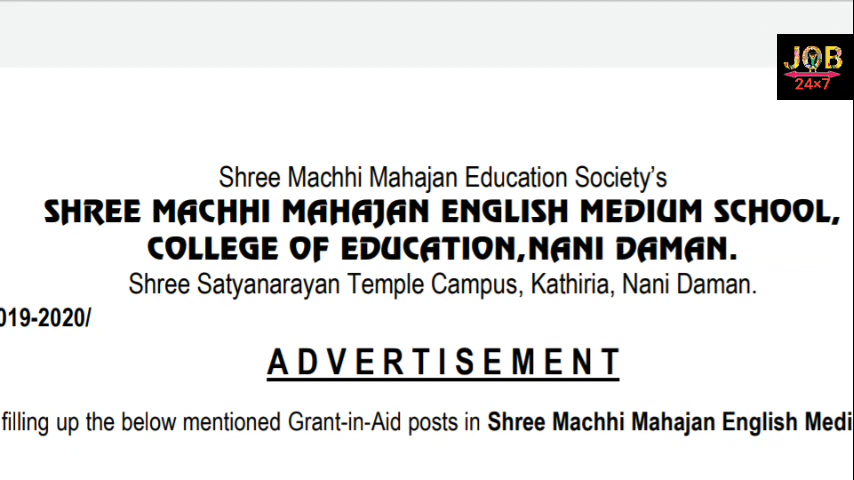 JOB
24×7
Shree Machhi Mahajan Education Society's
SHREE MACHHI MAHAJAN ENGLISH MEDIUM SCHOOL,
COLLEGE OF EDUCATION,NANI DAMAN.
Shree Satyanarayan Temple Campus, Kathiria, Nani Daman.
019-2020/
ADVERTISEMENT
filling up the below mentioned Grant-in-Aid posts in Shree Machhi Mahajan English Medi